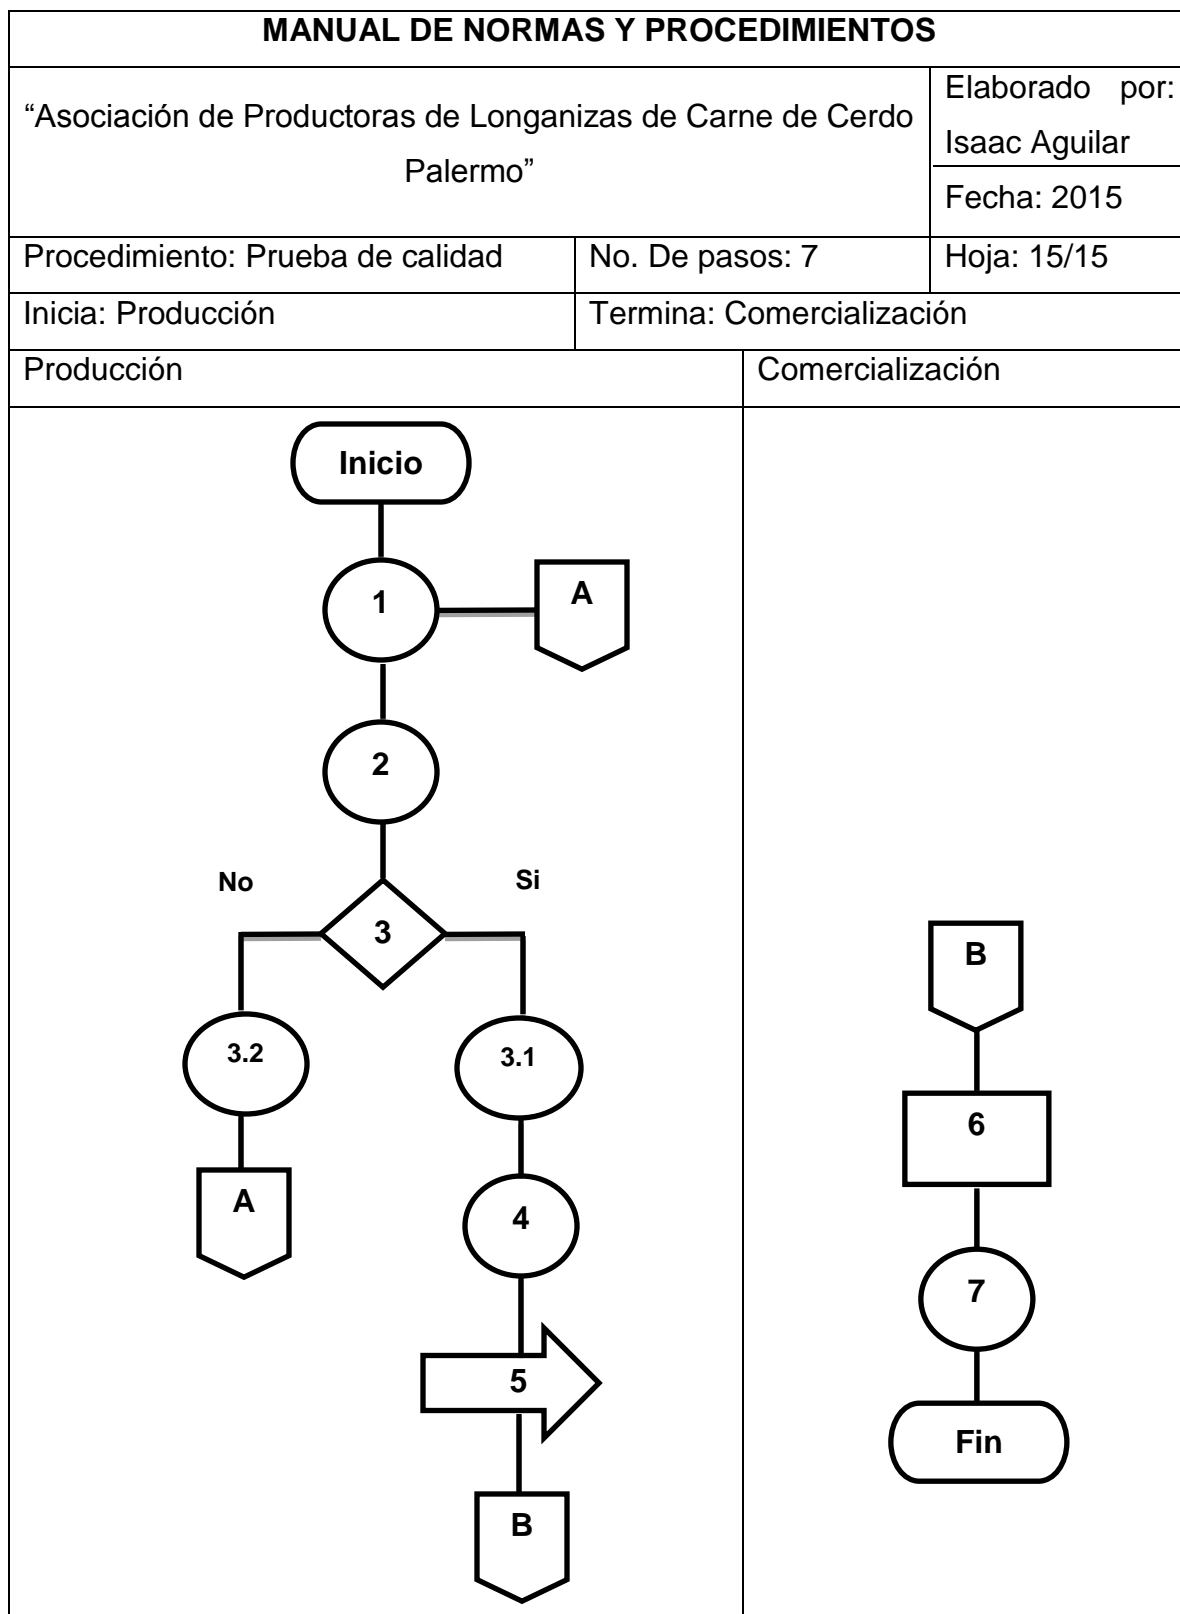 MANUAL DE NORMAS Y PROCEDIMIENTOS
“Asociación de Productoras de Longanizas de Carne de Cerdo
Palermo”
Elaborado por:
Isaac Aguilar
Fecha: 2015
Procedimiento: Prueba de calidad
No. De pasos: 7
Hoja: 15/15
Inicia: Producción
Termina: Comercialización
Producción
Comercialización
Inicio
1
A
2
No
Si
3
3.2
3.1
A
4
5
B
B
6
7
Fin